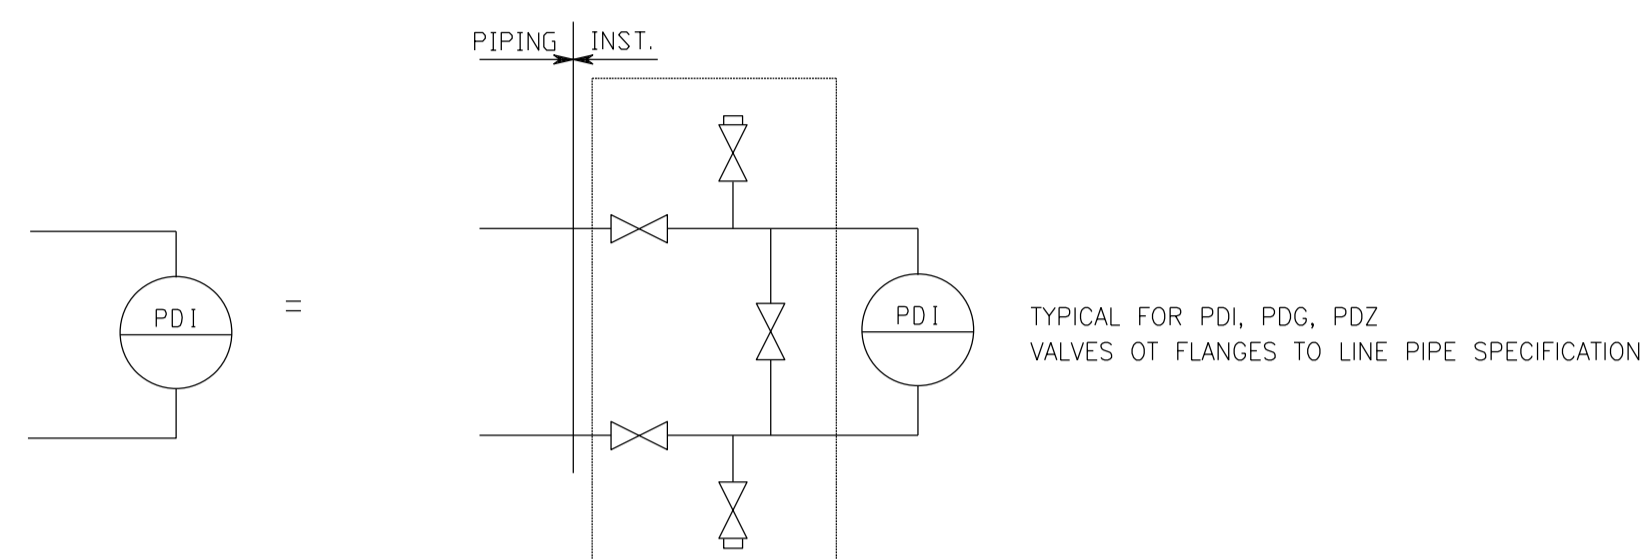 PIPING INST.
PDI
=
PDI
TYPICAL FOR PDI, PDG, PDZ
VALVES OT FLANGES TO LINE PIPE SPECIFICATION